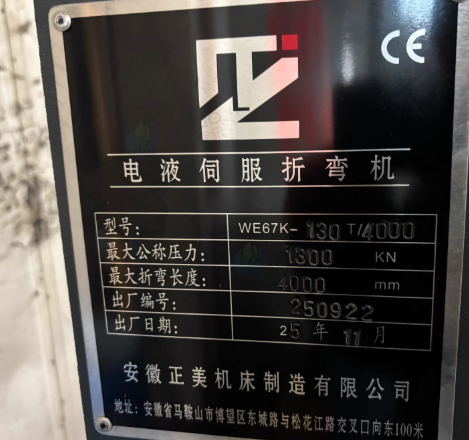 CE
电液伺服折弯机
型号: WE67K-130T/4000
最大公称压力: 1300 KN
最大折弯长度: 4000 mm
出厂编号: 250922
出厂日期: 25年11月
安徽正美机床制造有限公司
地址: 安徽省马鞍山市博望区东城路与松花江路交叉口向东100米